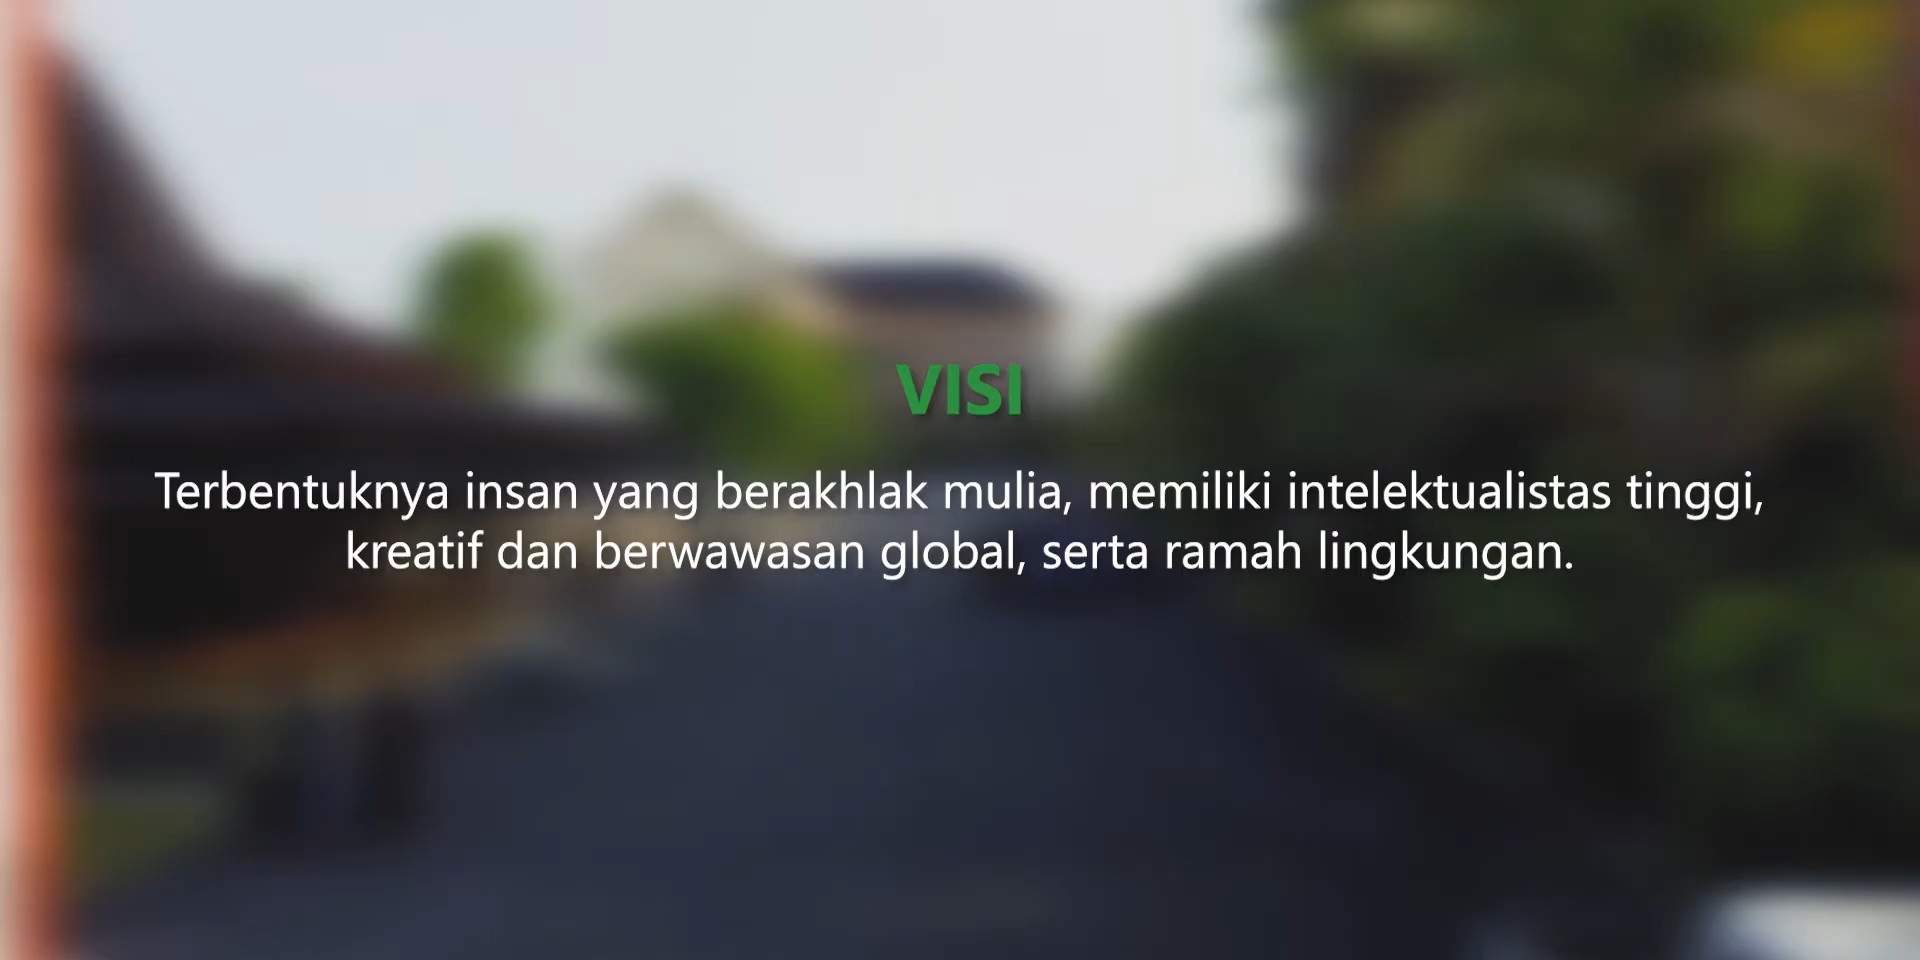 VISI
Terbentuknya insan yang berakhlak mulia, memiliki intelektualistas tinggi,
kreatif dan berwawasan global, serta ramah lingkungan.